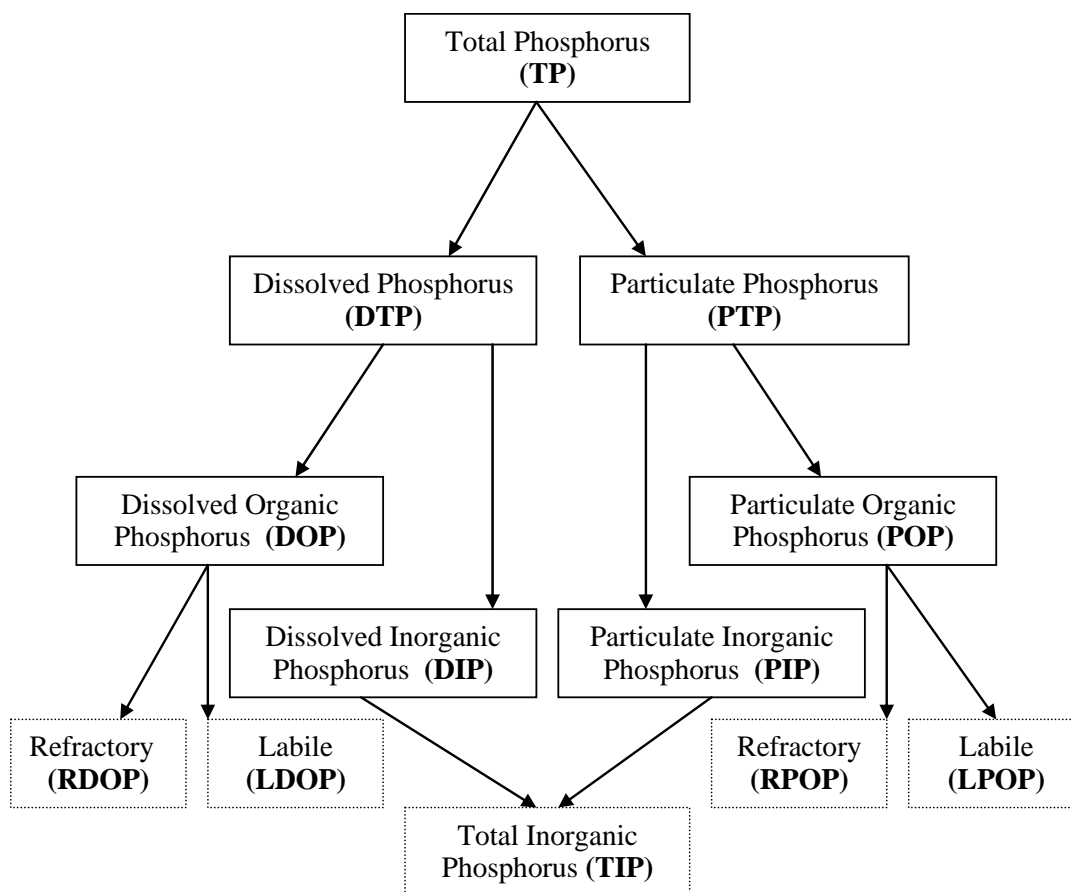 Total Phosphorus
(TP)
Dissolved Phosphorus
(DTP)
Particulate Phosphorus
(PTP)
Dissolved Organic
Phosphorus (DOP)
Particulate Organic
Phosphorus (POP)
Dissolved Inorganic
Phosphorus (DIP)
Particulate Inorganic
Phosphorus (PIP)
Refractory
(RDOP)
Labile
(LDOP)
Refractory
(RPOP)
Labile
(LPOP)
Total Inorganic
Phosphorus (TIP)